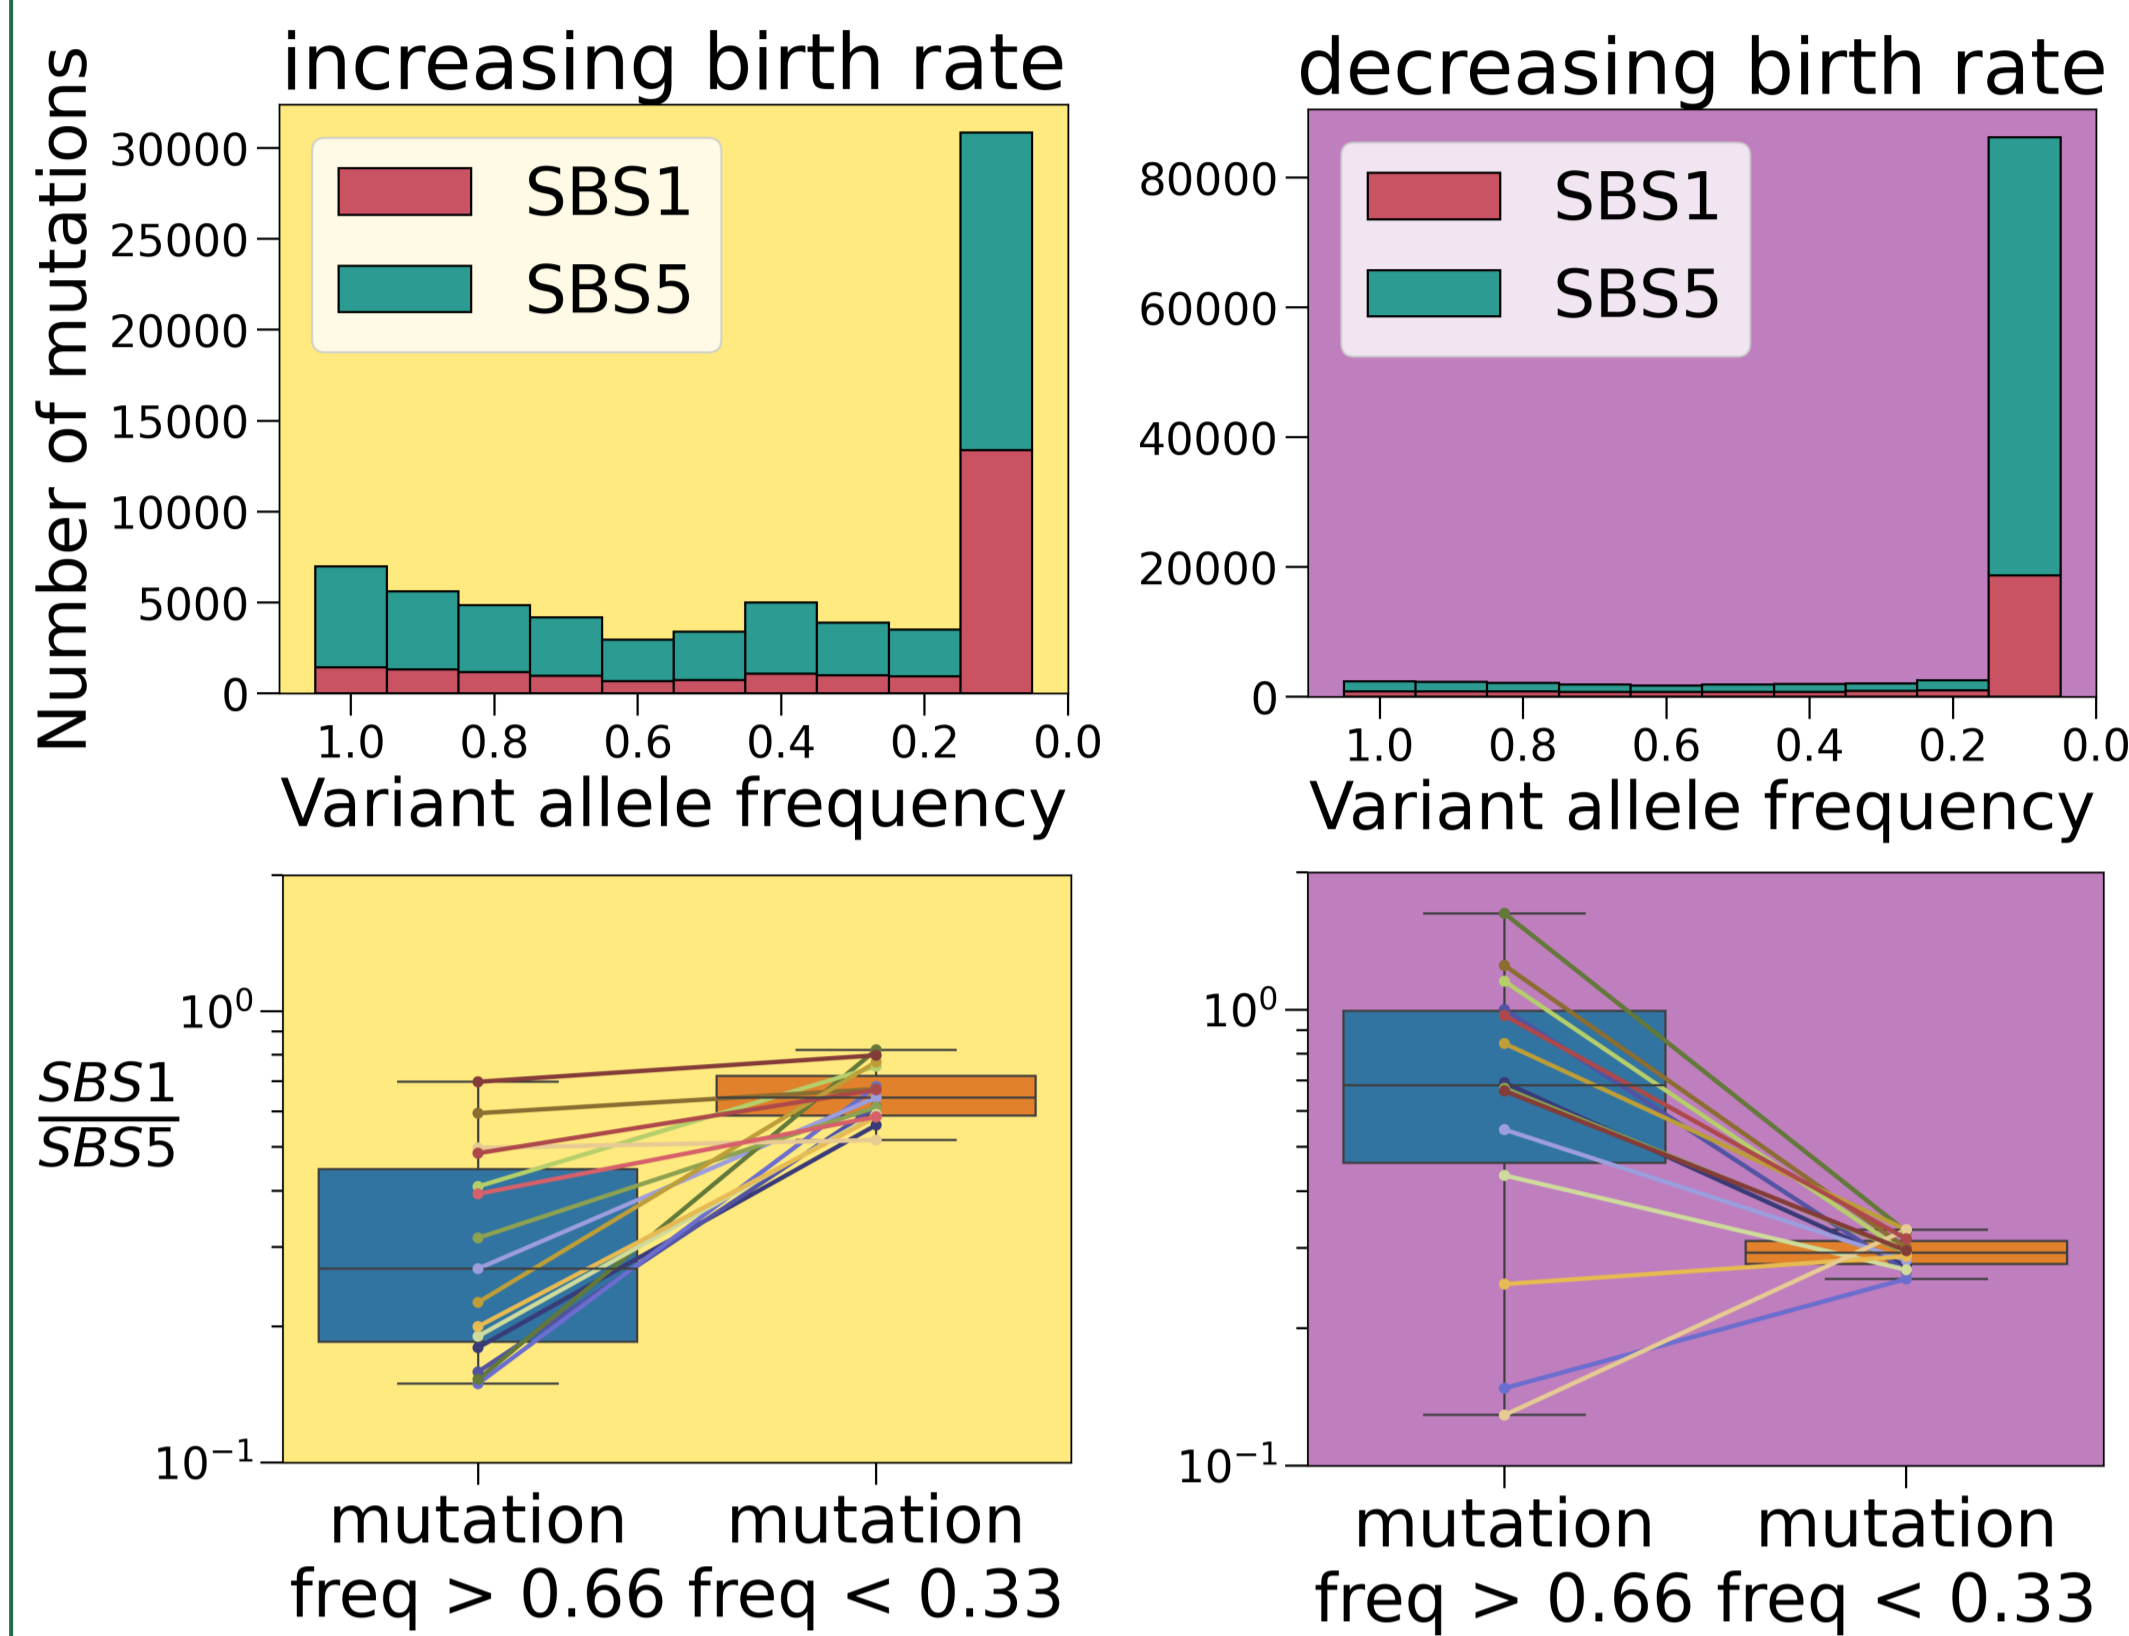 increasing birth rate
Number of mutations
30000
25000
20000
15000
10000
5000
0
SBS1
SBS5
1.0 0.8 0.6 0.4 0.2 0.0
Variant allele frequency
decreasing birth rate
80000
60000
40000
20000
0
SBS1
SBS5
1.0 0.8 0.6 0.4 0.2 0.0
Variant allele frequency
SBS1
SBS5
10⁰
10⁻¹
mutation mutation
freq > 0.66 freq < 0.33
10⁰
10⁻¹
mutation mutation
freq > 0.66 freq < 0.33